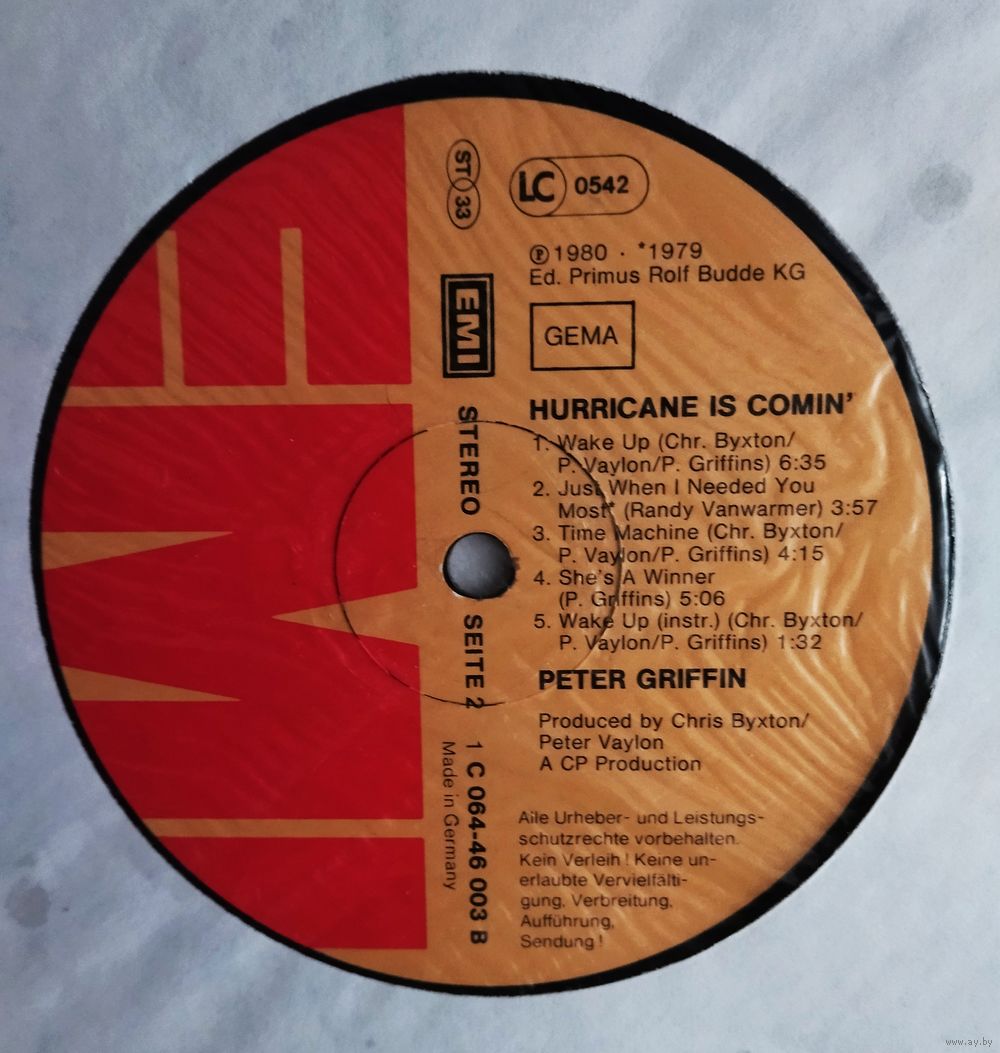 ST 33
LC 0542
Ⓟ 1980 · *1979
Ed. Primus Rolf Budde KG
EMI
GEMA
STEREO
SEITE 2
1 C 064-46 003 B
Made in Germany
HURRICANE IS COMIN'
1. Wake Up (Chr. Byxton/
P. Vaylon/P. Griffins) 6:35
2. Just When I Needed You
Most* (Randy Vanwarmer) 3:57
3. Time Machine (Chr. Byxton/
P. Vaylon/P. Griffins) 4:15
4. She's A Winner
(P. Griffins) 5:06
5. Wake Up (instr.) (Chr. Byxton/
P. Vaylon/P. Griffins) 1:32
PETER GRIFFIN
Produced by Chris Byxton/
Peter Vaylon
A CP Production
Alle Urheber- und Leistungs-
schutzrechte vorbehalten.
Kein Verleih! Keine un-
erlaubte Vervielfälti-
gung, Verbreitung,
Aufführung,
Sendung!
EMI
www.ay.by